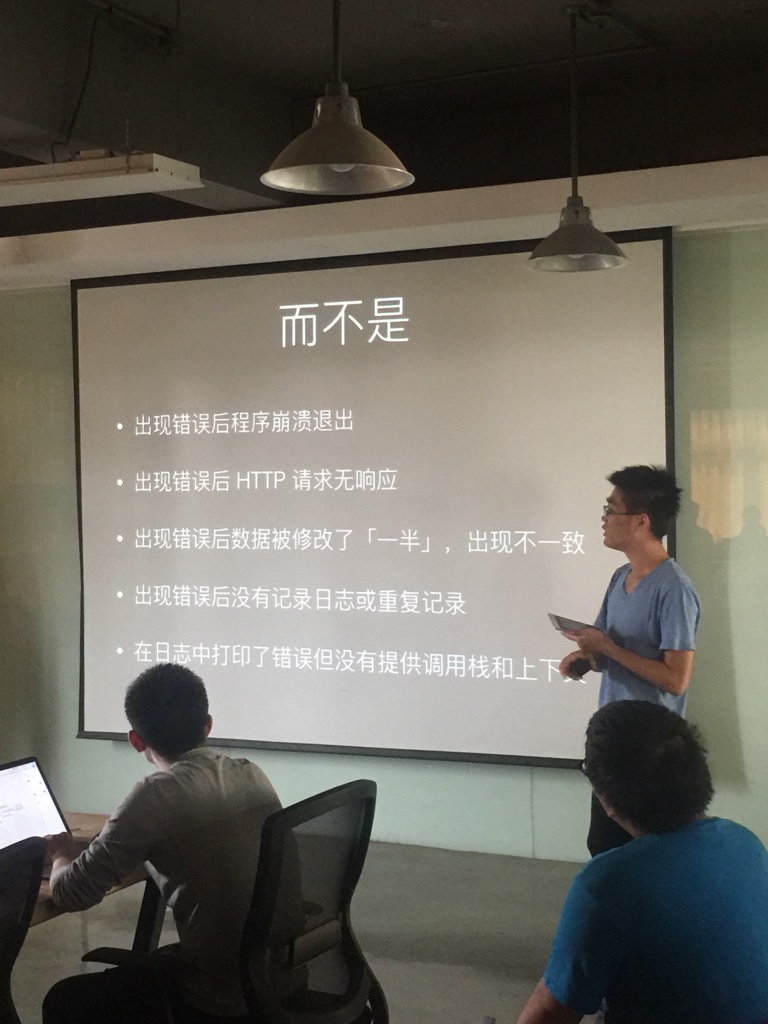 而不是
• 出现错误后程序崩溃退出
• 出现错误后 HTTP 请求无响应
• 出现错误后数据被修改了「一半」，出现不一致
• 出现错误后没有记录日志或重复记录
• 在日志中打印了错误但没有提供调用栈和上下